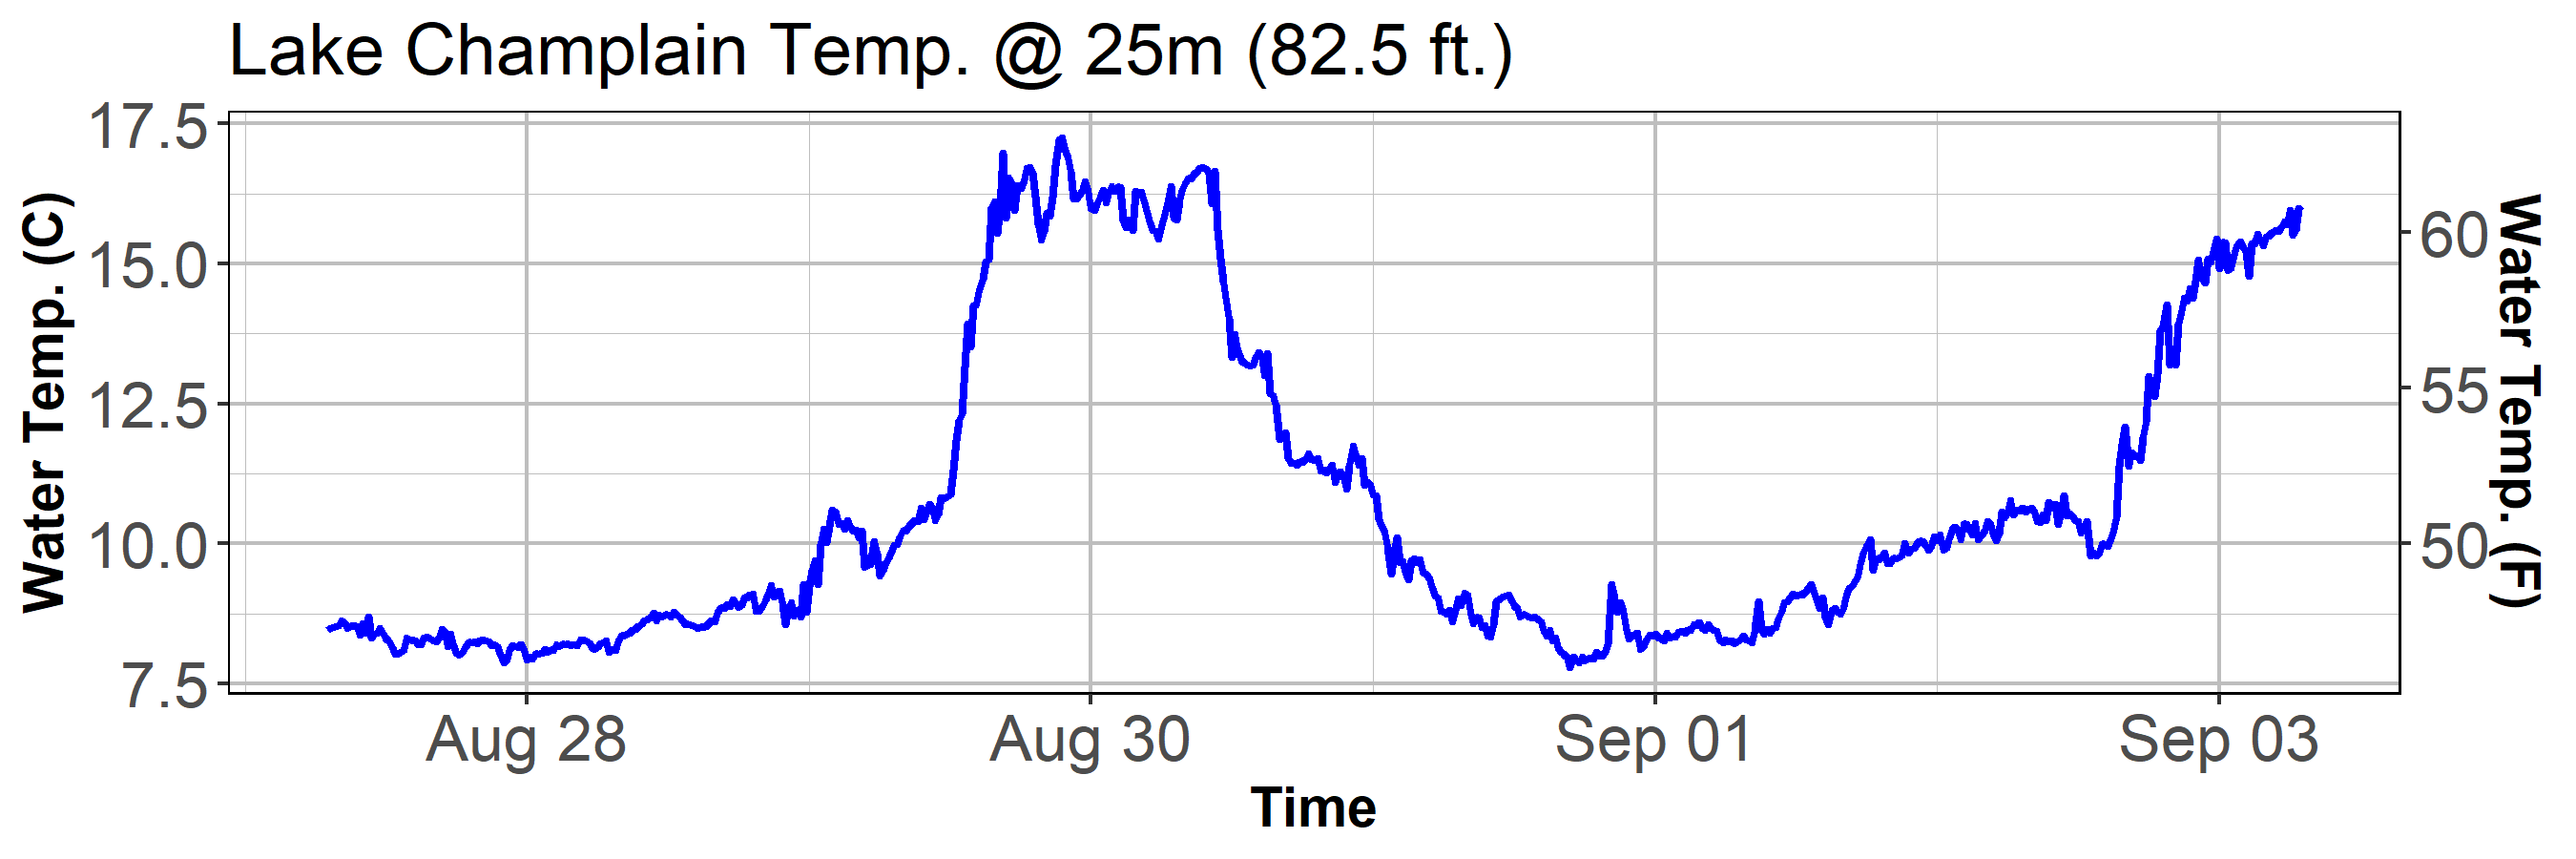 Lake Champlain Temp. @ 25m (82.5 ft.)
Water Temp. (C)
17.5
15.0
12.5
10.0
7.5
60
55
50
Water Temp. (F)
Aug 28
Aug 30
Sep 01
Sep 03
Time